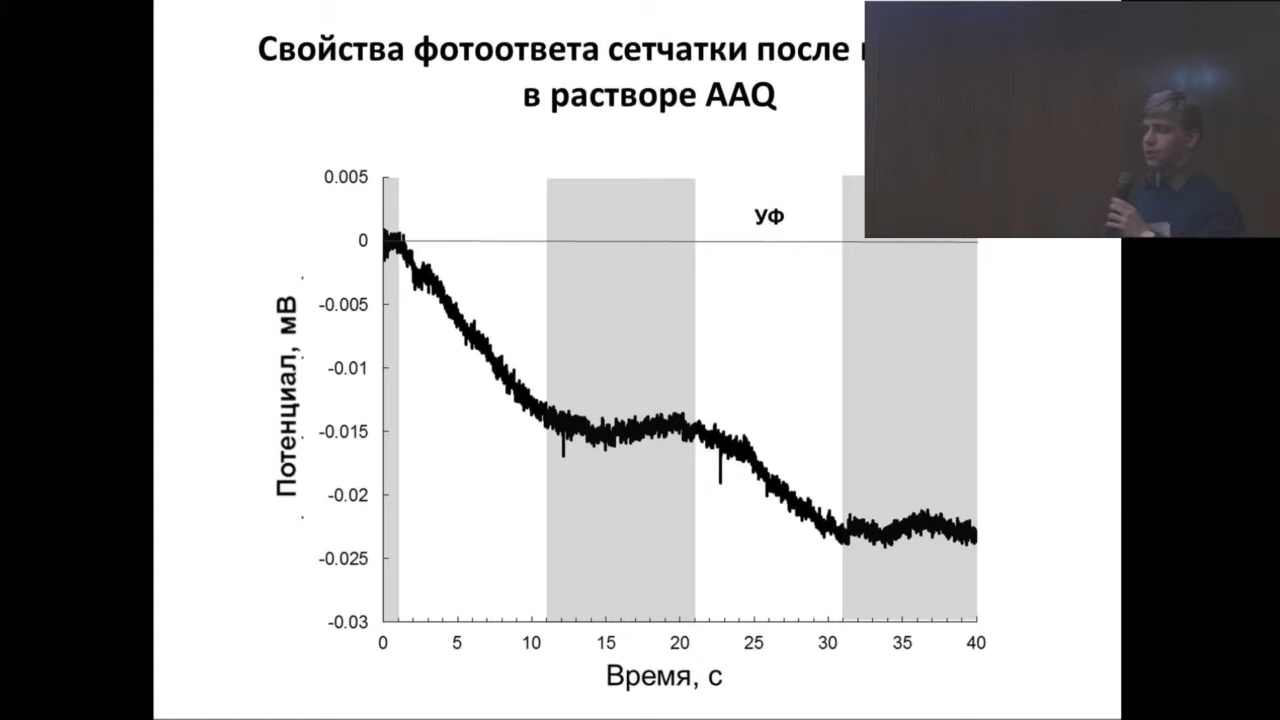 Свойства фотоответа сетчатки после
в растворе AAQ
0.005
0
-0.005
-0.01
-0.015
-0.02
-0.025
-0.03
Потенциал, мВ
УФ
0 5 10 15 20 25 30 35 40
Время, с